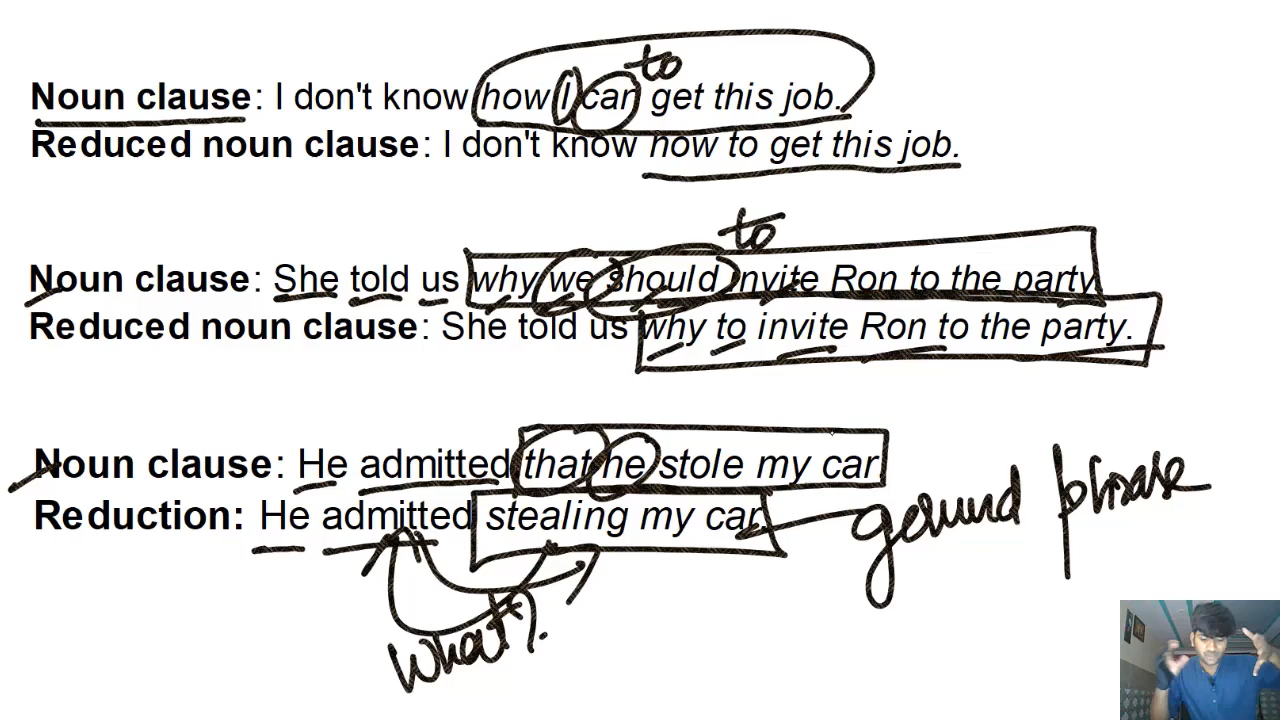 to
Noun clause: I don't know how I can get this job.
Reduced noun clause: I don't know how to get this job.
to
Noun clause: She told us why we should invite Ron to the party
Reduced noun clause: She told us why to invite Ron to the party.
Noun clause: He admitted that he stole my car
Reduction: He admitted stealing my car
gerund phrase
what?